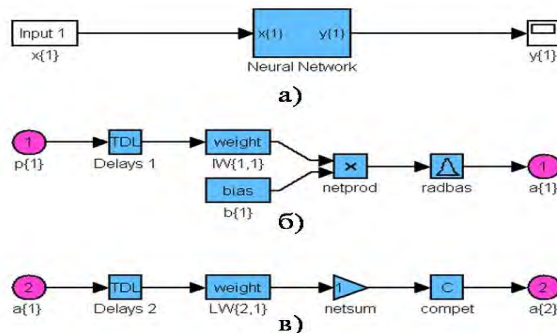 Input 1
x{1}
x{1} y{1}
Neural Network
y{1}
а)
1
p{1}
TDL
Delays 1
weight
IW{1,1}
bias
b{1}
netprod
radbas
1
a{1}
б)
2
a{1}
TDL
Delays 2
weight
LW{2,1}
1
netsum
C
compet
2
a{2}
в)